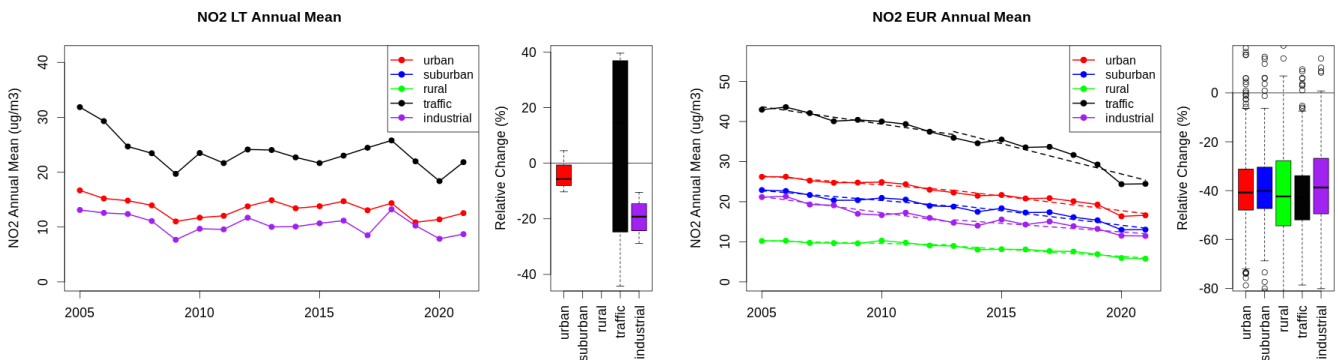 NO2 LT Annual Mean
NO2 Annual Mean (ug/m3)
40
30
20
10
0
2005
2010
2015
2020
urban
suburban
rural
traffic
industrial
Relative Change (%)
40
20
0
-20
-40
urban
suburban
rural
traffic
industrial
NO2 EUR Annual Mean
NO2 Annual Mean (ug/m3)
50
40
30
20
10
0
2005
2010
2015
2020
urban
suburban
rural
traffic
industrial
Relative Change (%)
0
-20
-40
-60
-80
urban
suburban
rural
traffic
industrial